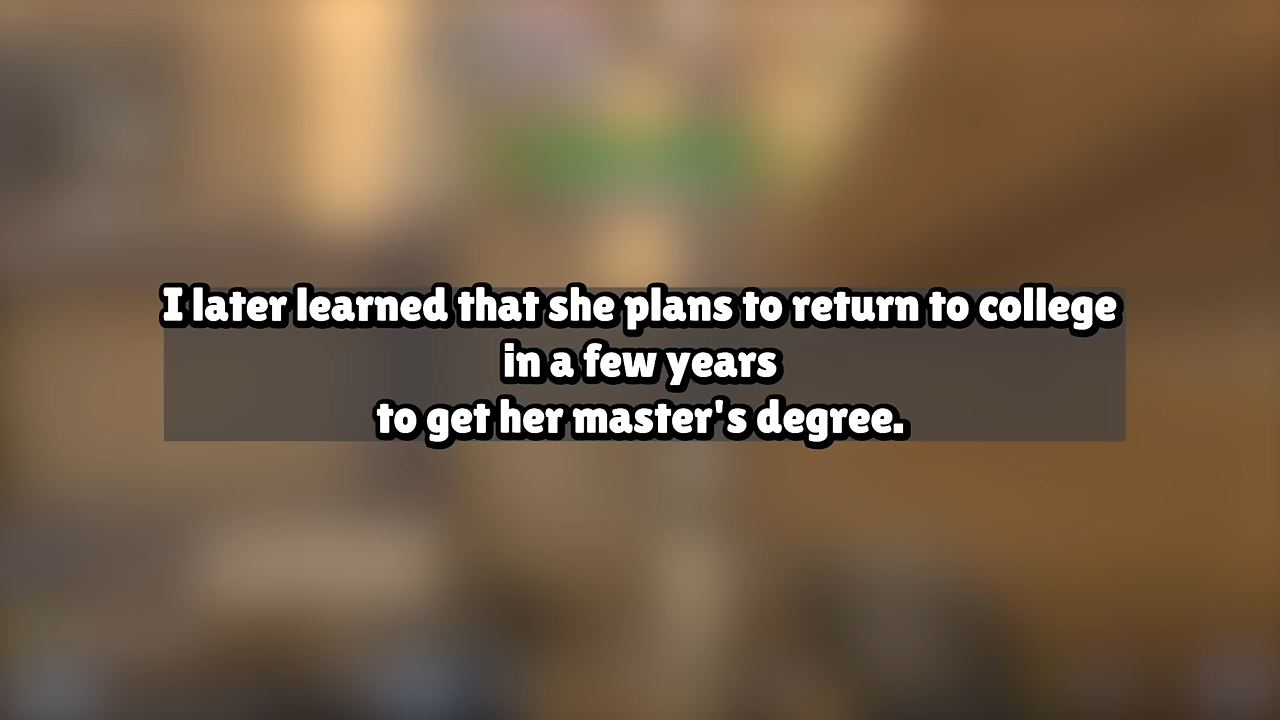 I later learned that she plans to return to college
in a few years
to get her master's degree.